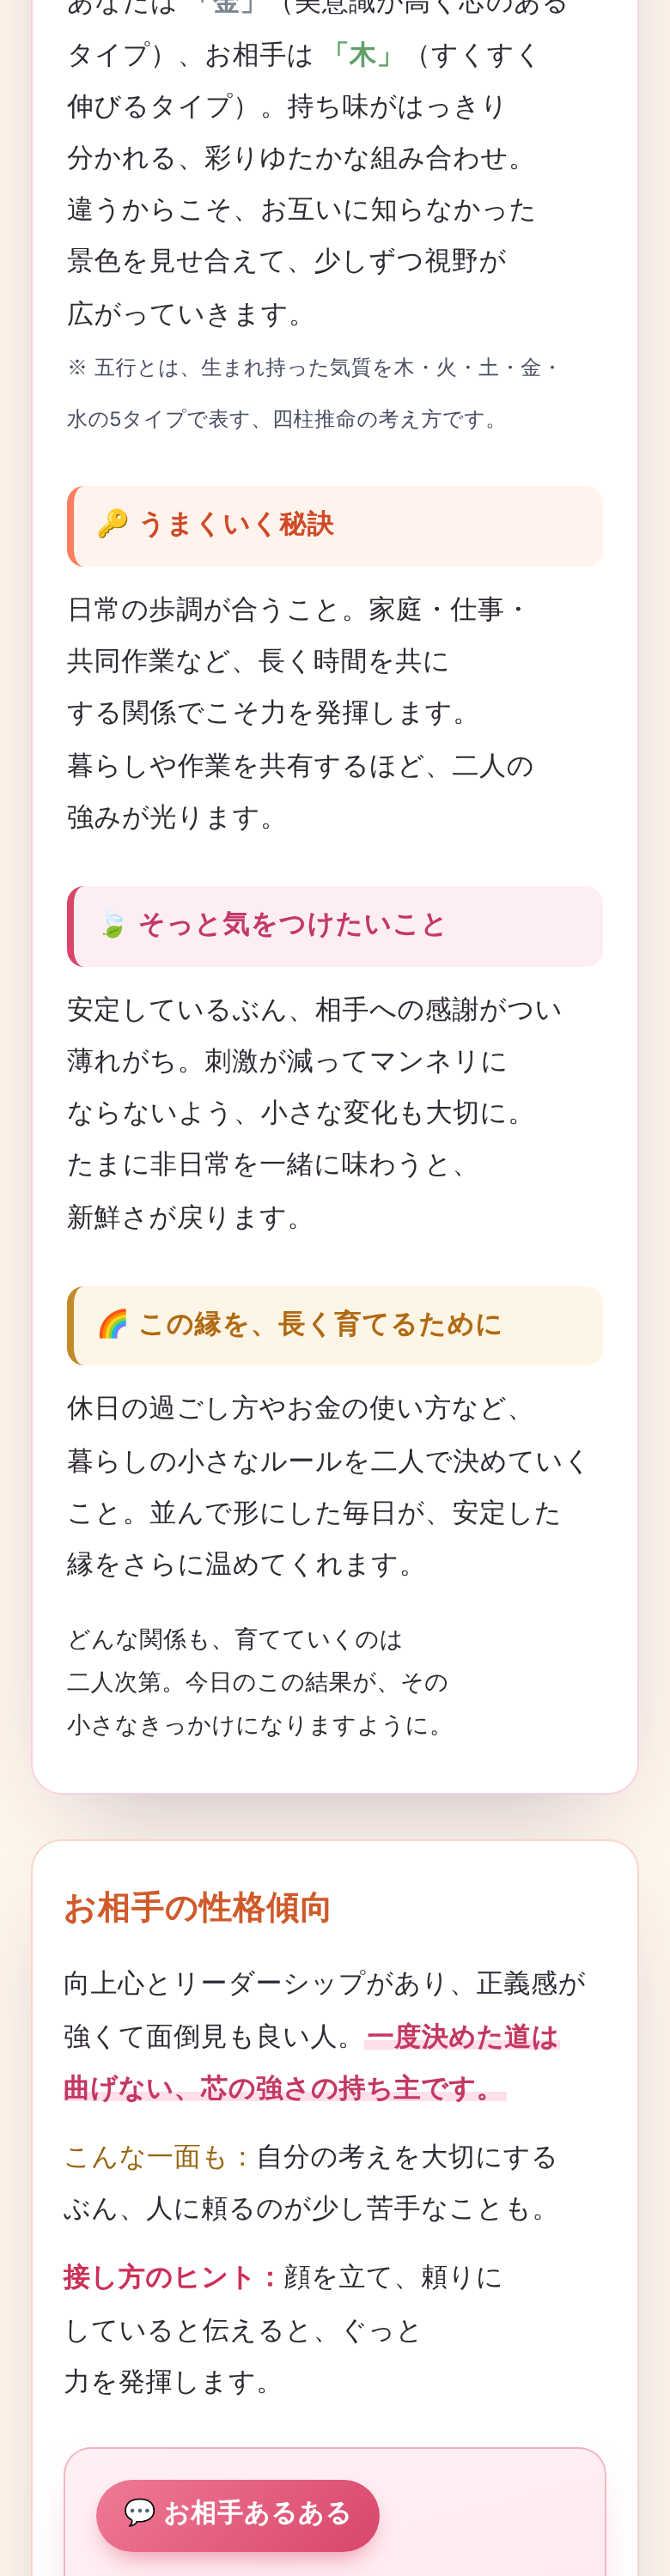 あなたは「金」（美意識が高く芯のある
タイプ）、お相手は「木」（すくすく
伸びるタイプ）。持ち味がはっきり
分かれる、彩りゆたかな組み合わせ。
違うからこそ、お互いに知らなかった
景色を見せ合えて、少しずつ視野が
広がっていきます。
※ 五行とは、生まれ持った気質を木・火・土・金・
水の5タイプで表す、四柱推命の考え方です。
🔑 うまくいく秘訣
日常の歩調が合うこと。家庭・仕事・
共同作業など、長く時間を共に
する関係でこそ力を発揮します。
暮らしや作業を共有するほど、二人の
強みが光ります。
🍃 そっと気をつけたいこと
安定しているぶん、相手への感謝がつい
薄れがち。刺激が減ってマンネリに
ならないよう、小さな変化も大切に。
たまに非日常を一緒に味わうと、
新鮮さが戻ります。
🌈 この縁を、長く育てるために
休日の過ごし方やお金の使い方など、
暮らしの小さなルールを二人で決めていく
こと。並んで形にした毎日が、安定した
縁をさらに温めてくれます。
どんな関係も、育てていくのは
二人次第。今日のこの結果が、その
小さなきっかけになりますように。
お相手の性格傾向
向上心とリーダーシップがあり、正義感が
強くて面倒見も良い人。一度決めた道は
曲げない、芯の強さの持ち主です。
こんな一面も：自分の考えを大切にする
ぶん、人に頼るのが少し苦手なことも。
接し方のヒント：顔を立て、頼りに
していると伝えると、ぐっと
力を発揮します。
💬 お相手あるある